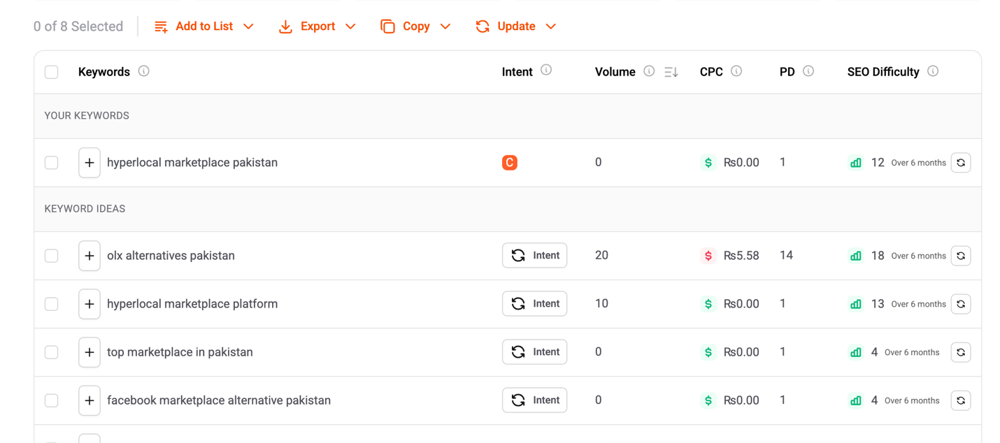 0 of 8 Selected Add to List Export Copy Update
Keywords Intent Volume CPC PD SEO Difficulty
YOUR KEYWORDS
hyperlocal marketplace pakistan C 0 $ ₨0.00 1 12 Over 6 months
KEYWORD IDEAS
olx alternatives pakistan Intent 20 $ ₨5.58 14 18 Over 6 months
hyperlocal marketplace platform Intent 10 $ ₨0.00 1 13 Over 6 months
top marketplace in pakistan Intent 0 $ ₨0.00 1 4 Over 6 months
facebook marketplace alternative pakistan Intent 0 $ ₨0.00 1 4 Over 6 months